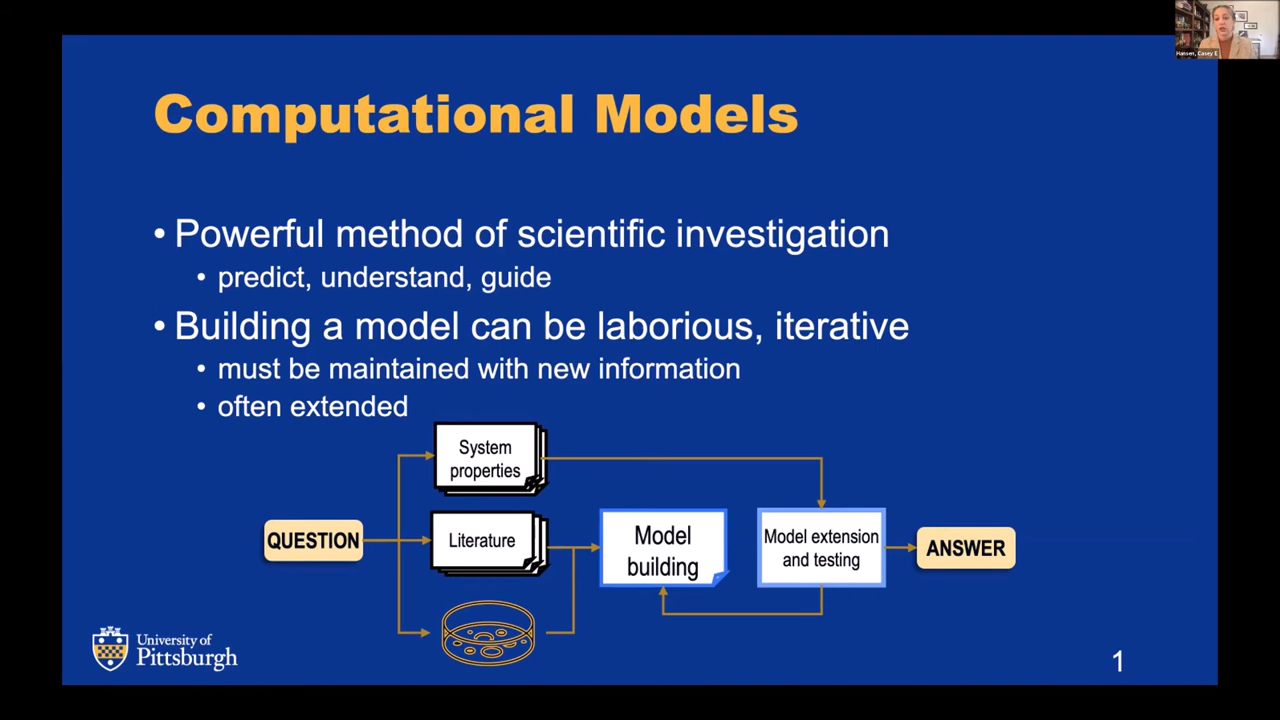 Hansen, Casey E
Computational Models
• Powerful method of scientific investigation
• predict, understand, guide
• Building a model can be laborious, iterative
• must be maintained with new information
• often extended
System
properties
QUESTION
Literature
Model
building
Model extension
and testing
ANSWER
University of
Pittsburgh
1